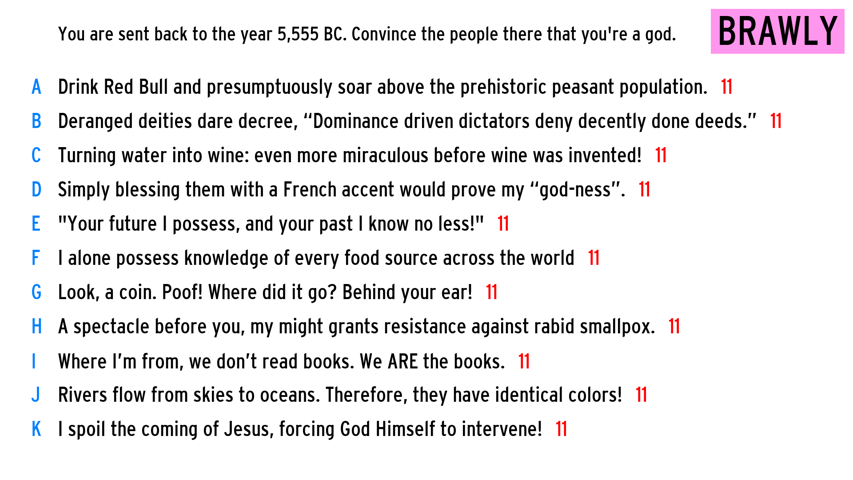 You are sent back to the year 5,555 BC. Convince the people there that you're a god.
BRAWLY
A Drink Red Bull and presumptuously soar above the prehistoric peasant population. 11
B Deranged deities dare decree, “Dominance driven dictators deny decently done deeds.” 11
C Turning water into wine: even more miraculous before wine was invented! 11
D Simply blessing them with a French accent would prove my “god-ness”. 11
E "Your future I possess, and your past I know no less!" 11
F I alone possess knowledge of every food source across the world 11
G Look, a coin. Poof! Where did it go? Behind your ear! 11
H A spectacle before you, my might grants resistance against rabid smallpox. 11
I Where I’m from, we don’t read books. We ARE the books. 11
J Rivers flow from skies to oceans. Therefore, they have identical colors! 11
K I spoil the coming of Jesus, forcing God Himself to intervene! 11